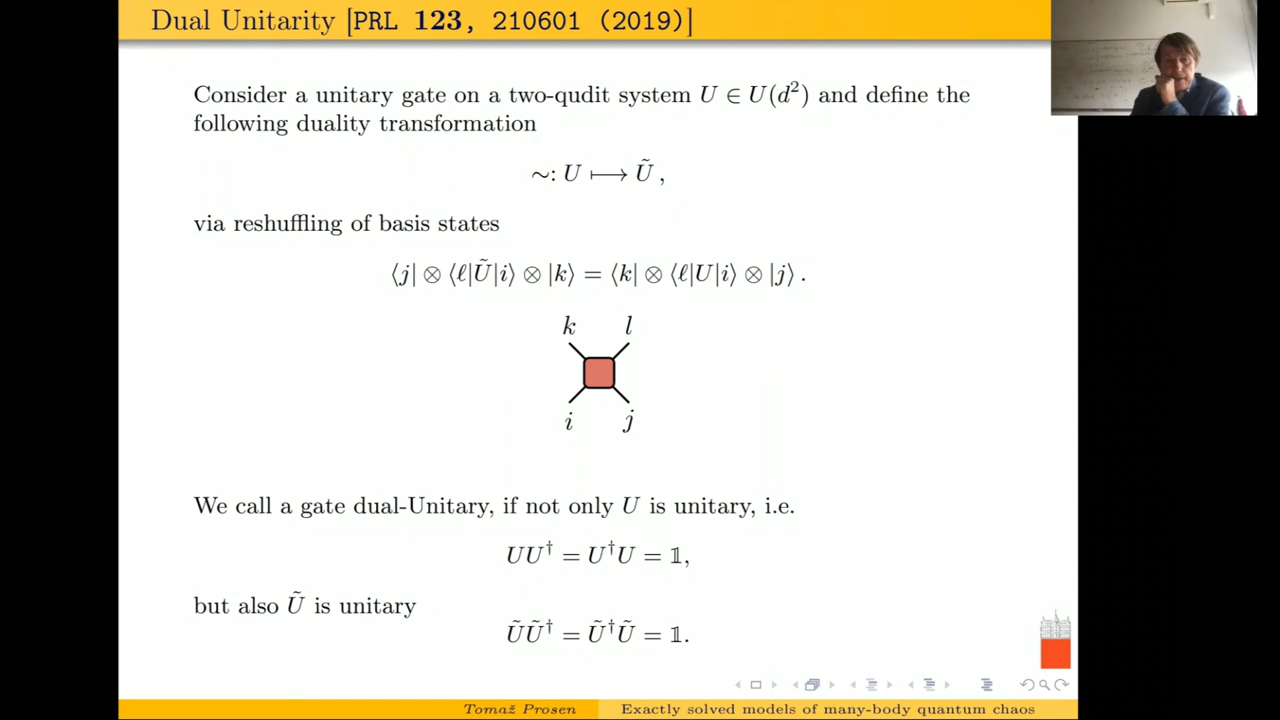 Dual Unitarity [PRL 123, 210601 (2019)]
Consider a unitary gate on a two-qudit system U ∈ U(d²) and define the
following duality transformation
∼: U ⟼ Ũ ,
via reshuffling of basis states
⟨j| ⊗ ⟨ℓ|Ũ|i⟩ ⊗ |k⟩ = ⟨k| ⊗ ⟨ℓ|U|i⟩ ⊗ |j⟩ .
k l
i j
We call a gate dual-Unitary, if not only U is unitary, i.e.
UU† = U†U = 𝟙,
but also Ũ is unitary
ŨŨ† = Ũ†Ũ = 𝟙.
Tomaž Prosen Exactly solved models of many-body quantum chaos